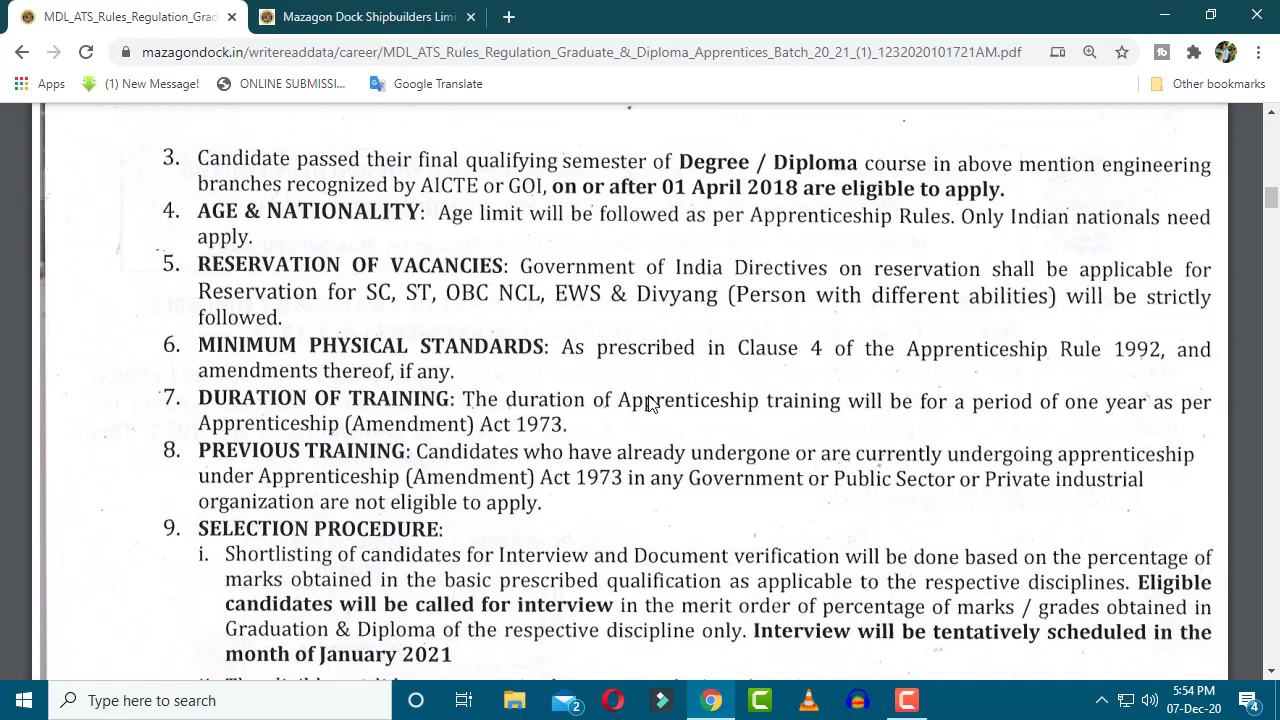 MDL_ATS_Rules_Regulation_Grad
Mazagon Dock Shipbuilders Limi
mazagondock.in/writereaddata/career/MDL_ATS_Rules_Regulation_Graduate_&_Diploma_Apprentices_Batch_20_21_(1)_1232020101721AM.pdf
Apps
(1) New Message!
ONLINE SUBMISSI...
Google Translate
Other bookmarks
3. Candidate passed their final qualifying semester of Degree / Diploma course in above mention engineering
branches recognized by AICTE or GOI, on or after 01 April 2018 are eligible to apply.
4. AGE & NATIONALITY: Age limit will be followed as per Apprenticeship Rules. Only Indian nationals need
apply.
5. RESERVATION OF VACANCIES: Government of India Directives on reservation shall be applicable for
Reservation for SC, ST, OBC NCL, EWS & Divyang (Person with different abilities) will be strictly
followed.
6. MINIMUM PHYSICAL STANDARDS: As prescribed in Clause 4 of the Apprenticeship Rule 1992, and
amendments thereof, if any.
7. DURATION OF TRAINING: The duration of Apprenticeship training will be for a period of one year as per
Apprenticeship (Amendment) Act 1973.
8. PREVIOUS TRAINING: Candidates who have already undergone or are currently undergoing apprenticeship
under Apprenticeship (Amendment) Act 1973 in any Government or Public Sector or Private industrial
organization are not eligible to apply.
9. SELECTION PROCEDURE:
i. Shortlisting of candidates for Interview and Document verification will be done based on the percentage of
marks obtained in the basic prescribed qualification as applicable to the respective disciplines. Eligible
candidates will be called for interview in the merit order of percentage of marks / grades obtained in
Graduation & Diploma of the respective discipline only. Interview will be tentatively scheduled in the
month of January 2021
Type here to search
2
5:54 PM
07-Dec-20
4